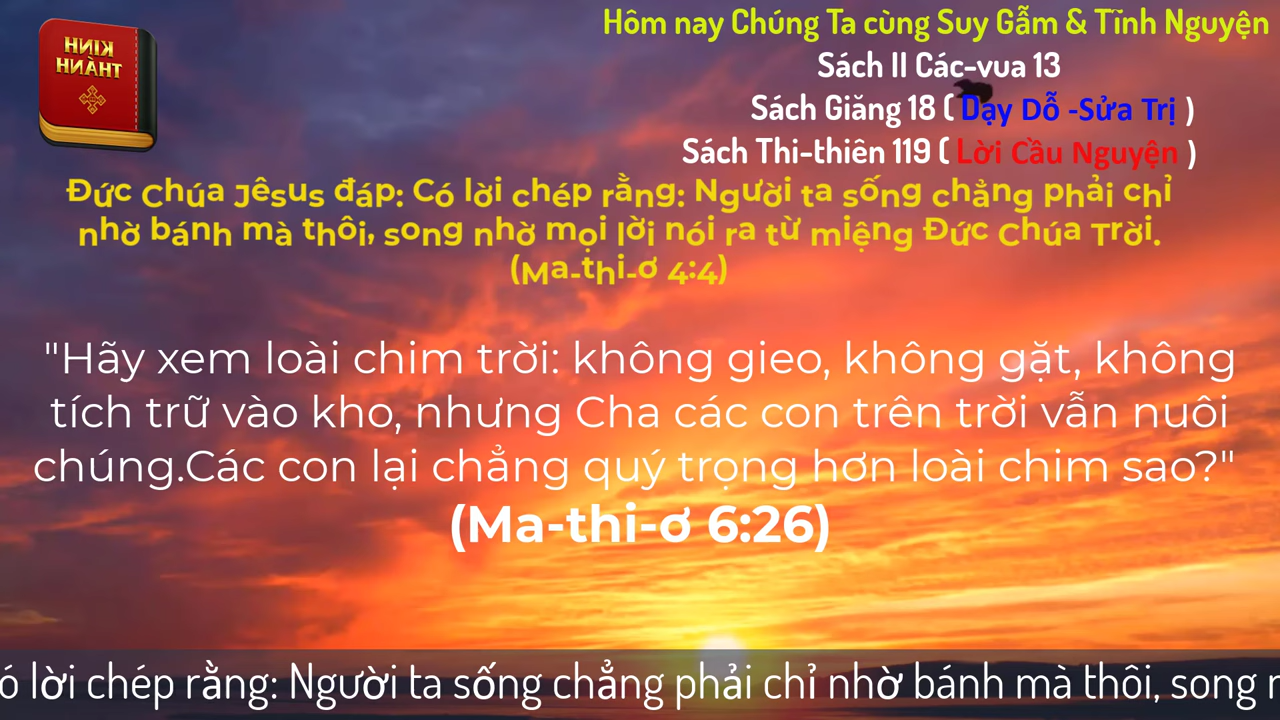 KINH
THÁNH
Hôm nay Chúng Ta cùng Suy Gẫm & Tĩnh Nguyện
Sách II Các-vua 13
Sách Giăng 18 ( Dạy Dỗ -Sửa Trị )
Sách Thi-thiên 119 ( Lời Cầu Nguyện )
Đức Chúa Jêsus đáp: Có lời chép rằng: Người ta sống chẳng phải chỉ
nhờ bánh mà thôi, song nhờ mọi lời nói ra từ miệng Đức Chúa Trời.
(Ma-thi-ơ 4:4)
"Hãy xem loài chim trời: không gieo, không gặt, không
tích trữ vào kho, nhưng Cha các con trên trời vẫn nuôi
chúng.Các con lại chẳng quý trọng hơn loài chim sao?"
(Ma-thi-ơ 6:26)
ó lời chép rằng: Người ta sống chẳng phải chỉ nhờ bánh mà thôi, song n